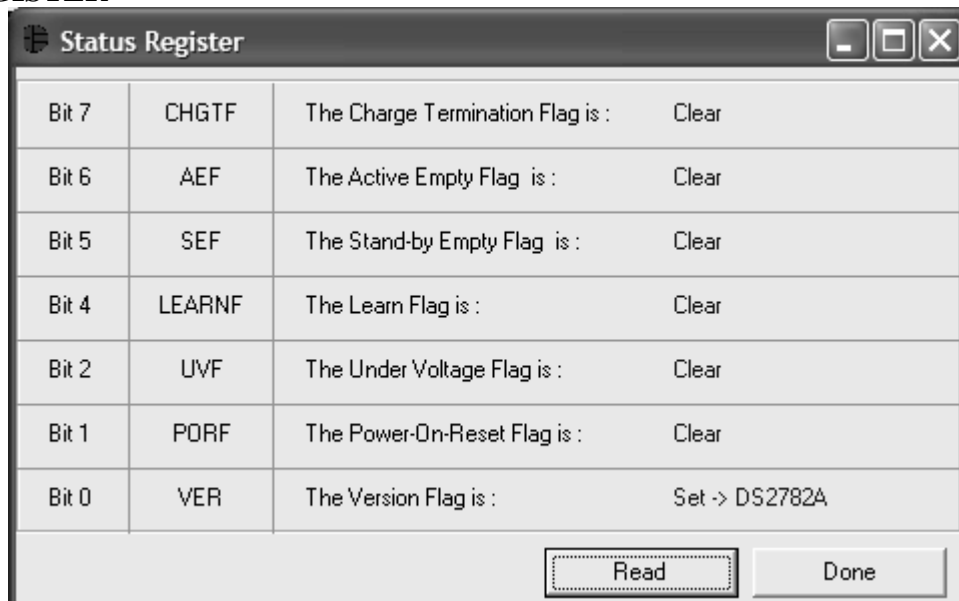 Status Register
Bit 7 CHGTF The Charge Termination Flag is : Clear
Bit 6 AEF The Active Empty Flag is : Clear
Bit 5 SEF The Stand-by Empty Flag is : Clear
Bit 4 LEARNF The Learn Flag is : Clear
Bit 2 UVF The Under Voltage Flag is : Clear
Bit 1 PORF The Power-On-Reset Flag is : Clear
Bit 0 VER The Version Flag is : Set -> DS2782A
Read Done